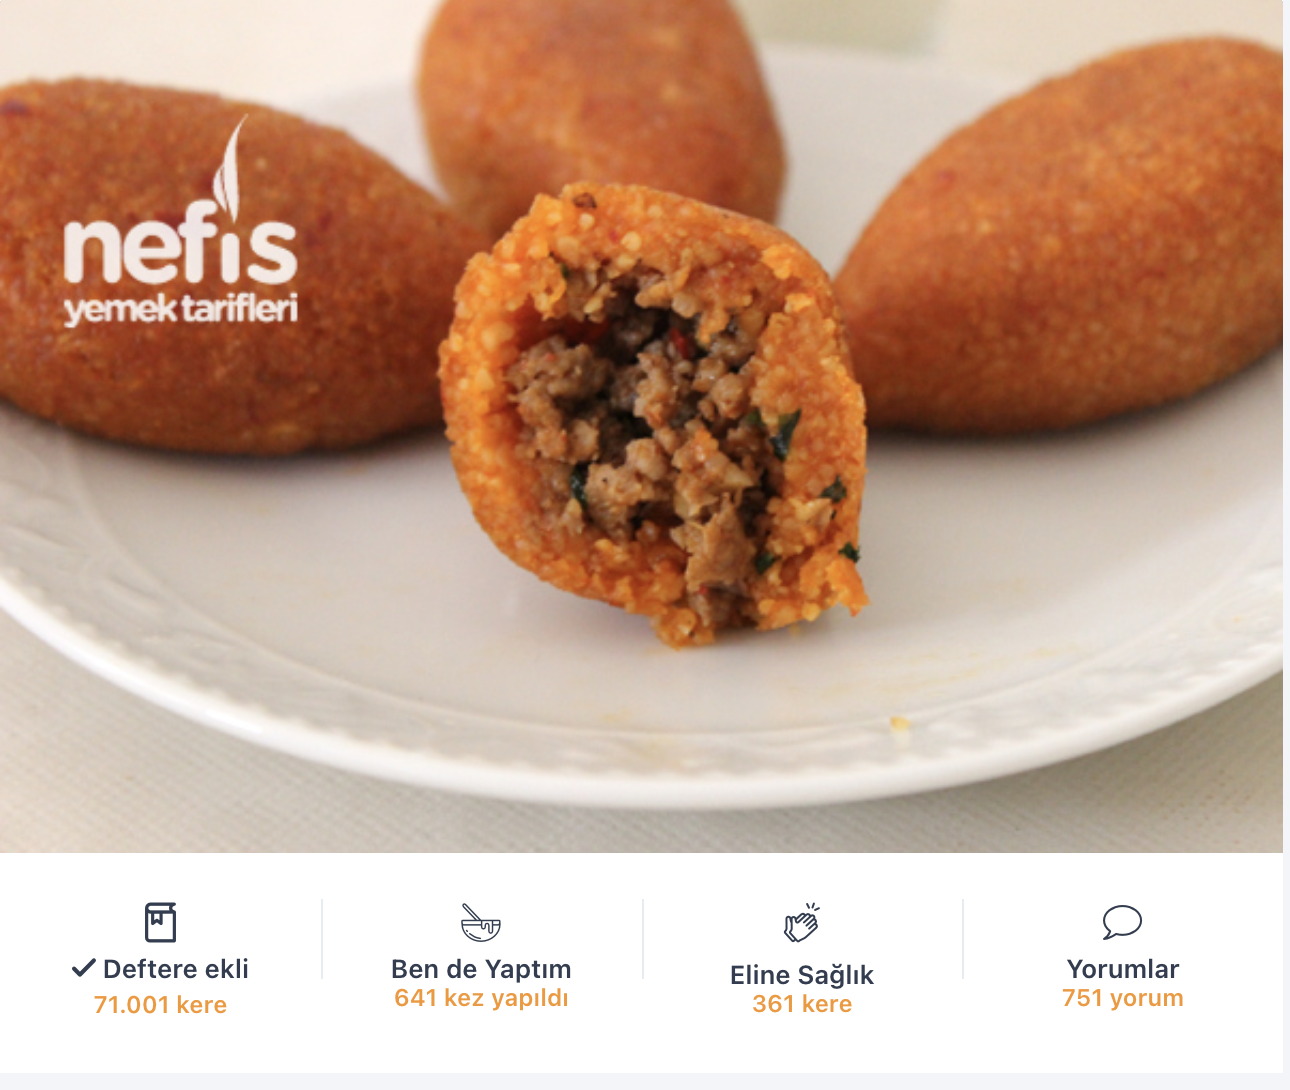 nefis
yemek tarifleri
Deftere ekli
71.001 kere
Ben de Yaptım
641 kez yapıldı
Eline Sağlık
361 kere
Yorumlar
751 yorum